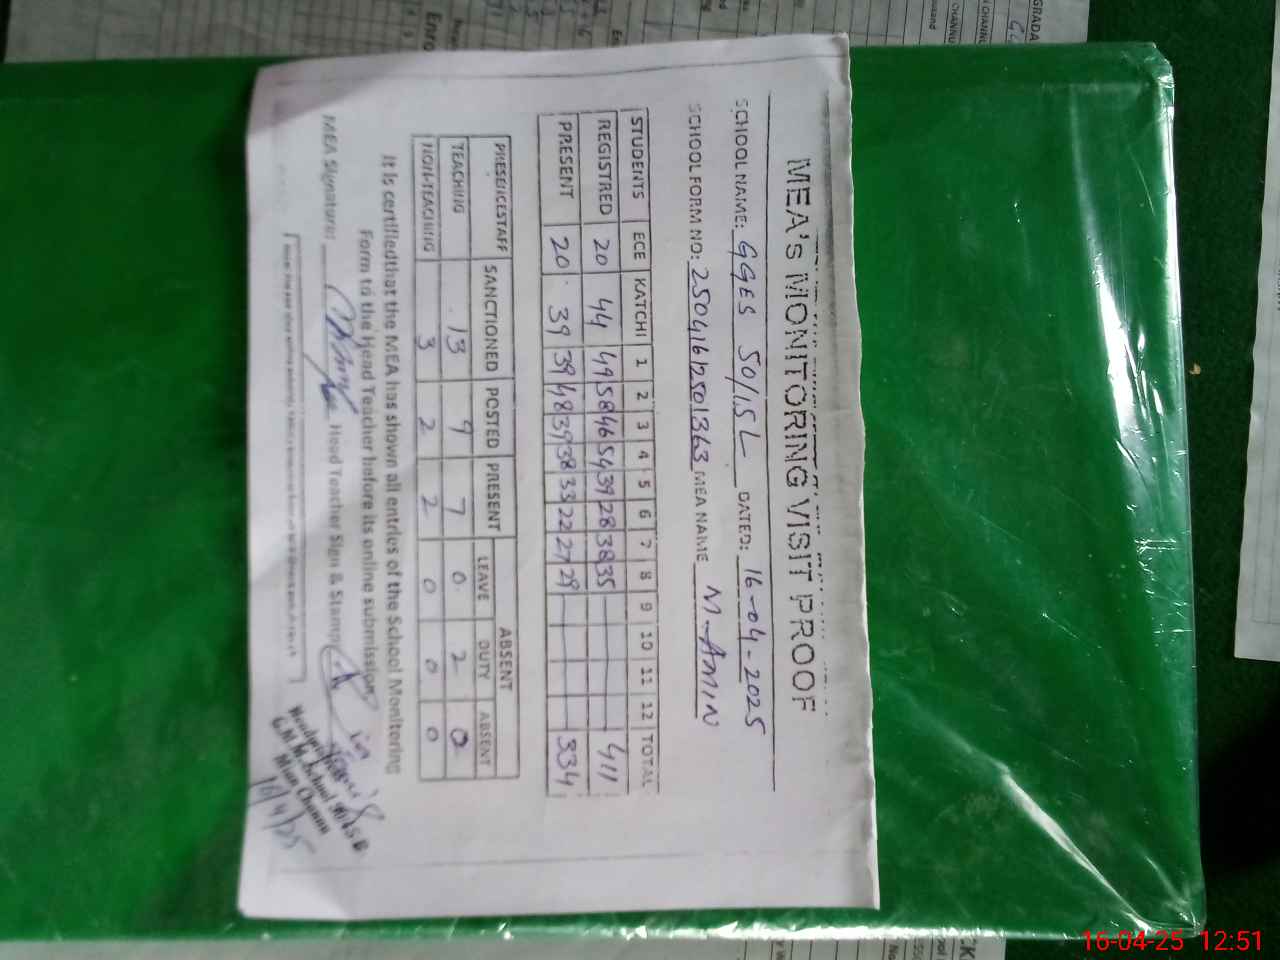 MEA'S MONITORING VISIT PROOF
SCHOOL NAME: GGES 50/15L DATED: 16-04-2025
SCHOOL FORM NO: 25041612501363 MEA NAME M-AMIN
STUDENTS ECE KATCHI 1 2 3 4 5 6 7 8 9 10 11 12 TOTAL
REGISTRED 20 44 49 58 46 54 39 28 38 35 411
PRESENT 20 39 39 48 39 38 33 22 27 29 334
PRESENCESTAFF SANCTIONED POSTED PRESENT ABSENT
LEAVE DUTY ABSENT
TEACHING 13 9 7 0 2 0
NON-TEACHING 3 2 2 0 0 0
It is certifiedthat the MEA has shown all entries of the School Monitoring
Form to the Head Teacher before its online submission.
MEA Signature: Head Teacher Sign & Stamp
Mian Channu
16/4/25
16-04-25 12:51